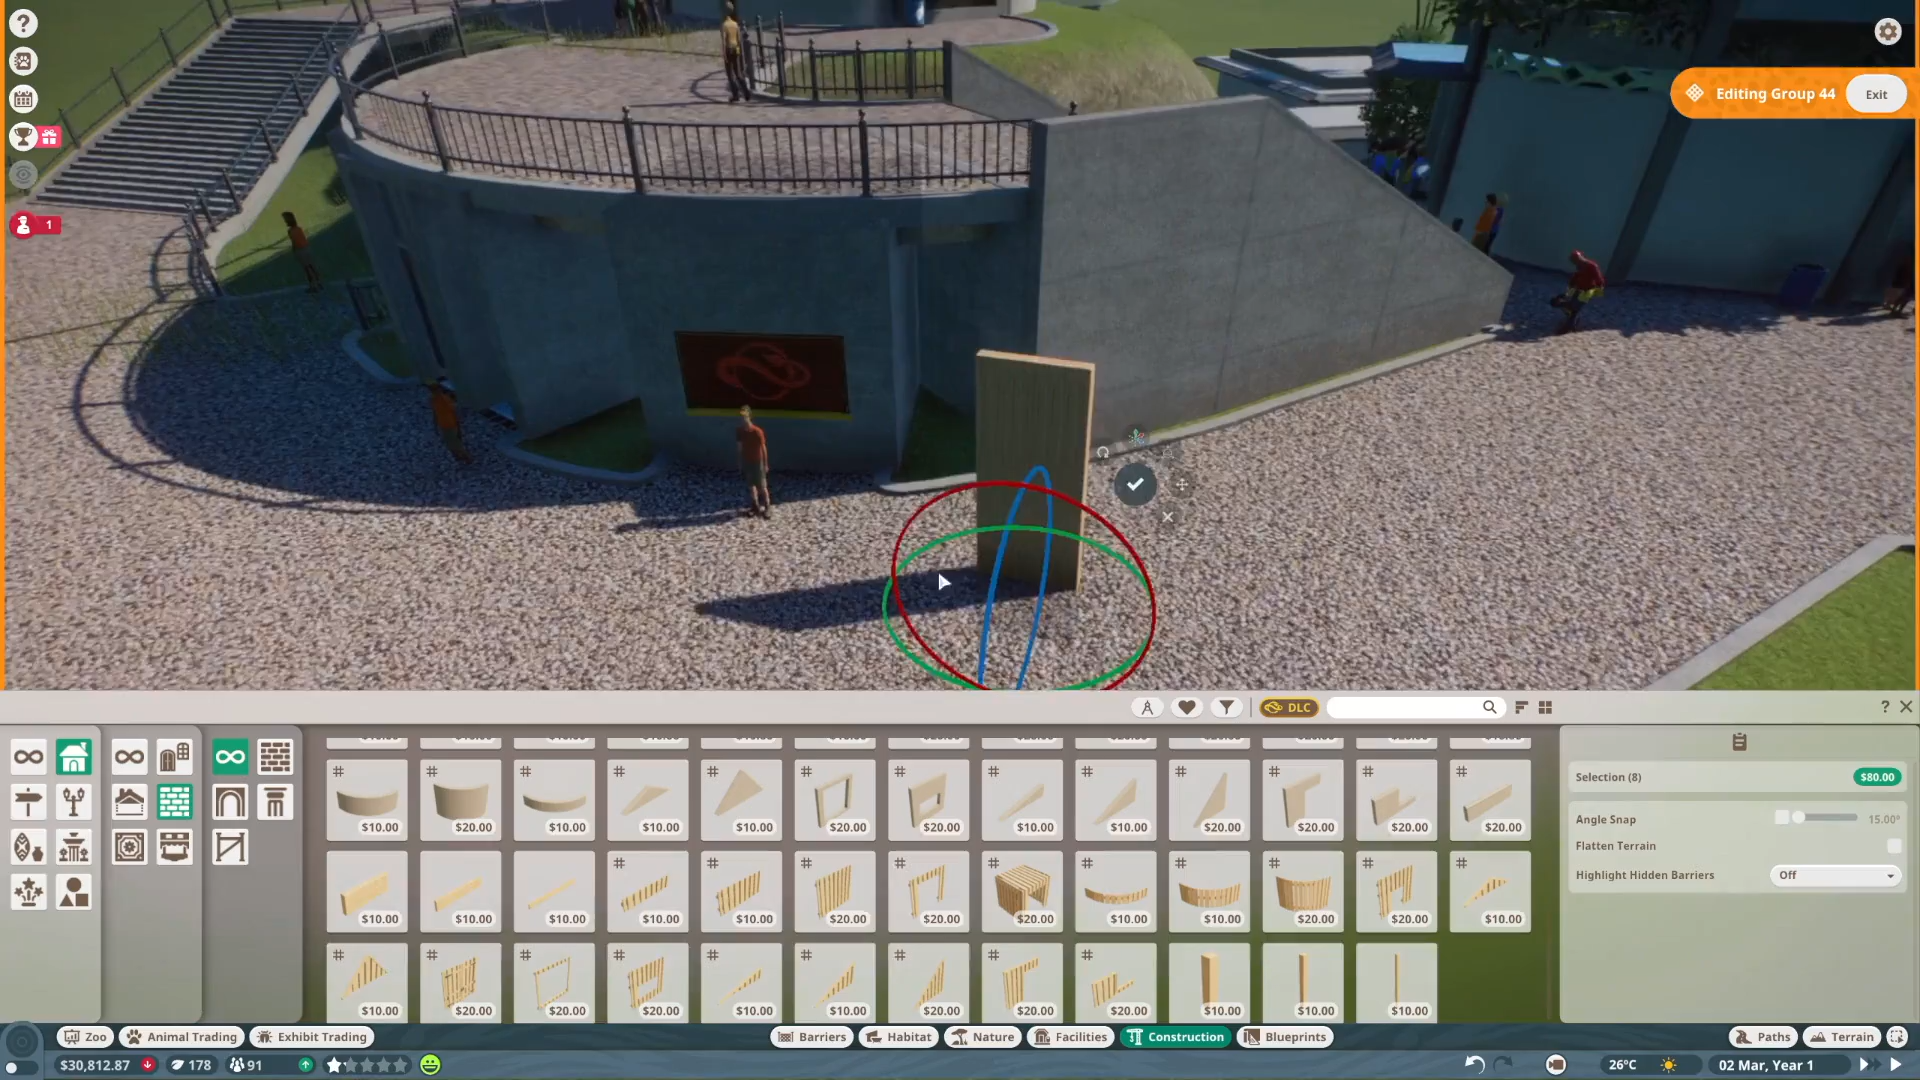 Editing Group 44
Exit
1
DLC
Selection (8)
$80.00
Angle Snap
15.00°
Flatten Terrain
Highlight Hidden Barriers
Off
$10.00 $20.00 $10.00 $10.00 $10.00 $20.00 $20.00 $10.00 $10.00 $20.00 $20.00 $20.00 $20.00
$10.00 $10.00 $10.00 $10.00 $10.00 $20.00 $20.00 $20.00 $10.00 $10.00 $20.00 $20.00 $10.00
$10.00 $20.00 $20.00 $20.00 $10.00 $10.00 $10.00 $20.00 $20.00 $10.00 $10.00 $10.00
Zoo Animal Trading Exhibit Trading Barriers Habitat Nature Facilities Construction Blueprints Paths Terrain
$30,812.87 178 91 26°C 02 Mar, Year 1